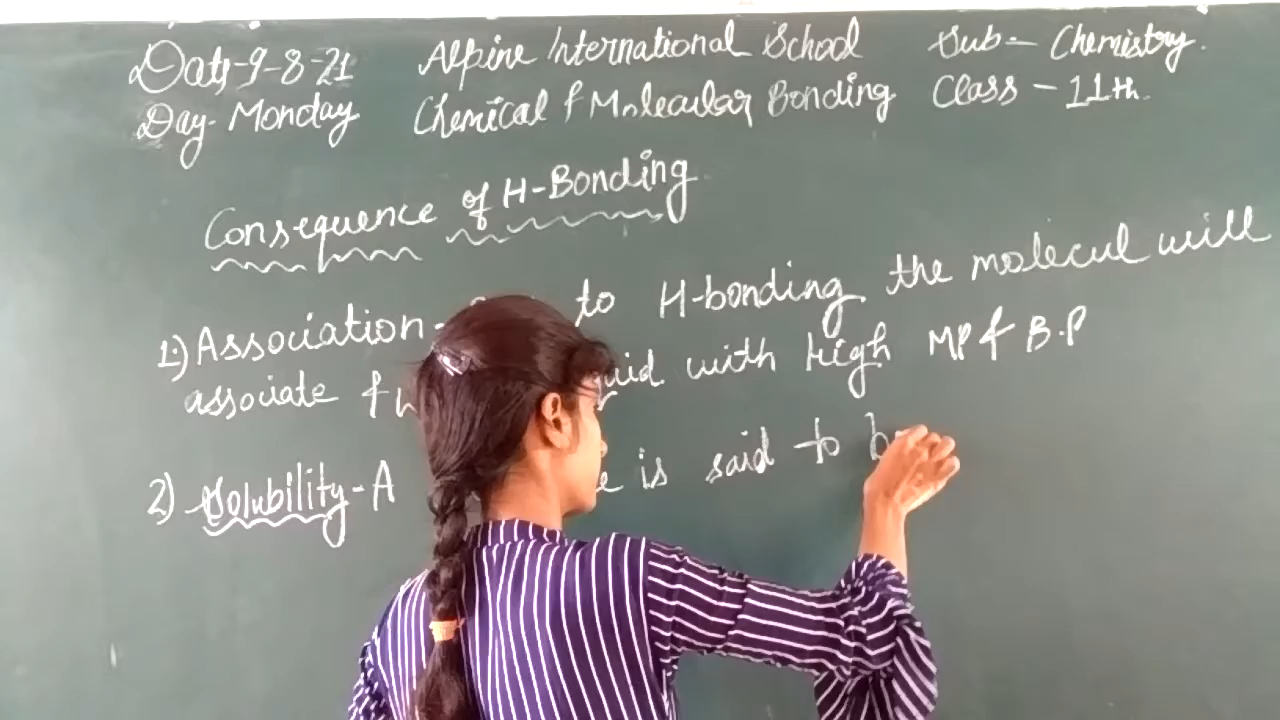 Date-9-8-21 Alpine International School Sub:- Chemistry.
Day-Monday Chemical & Molecular Bonding Class-11th.
Consequence of H-Bonding
1) Association- to H-bonding the molecul will
associate & with high MP & B.P
2) Solubility-A is said to